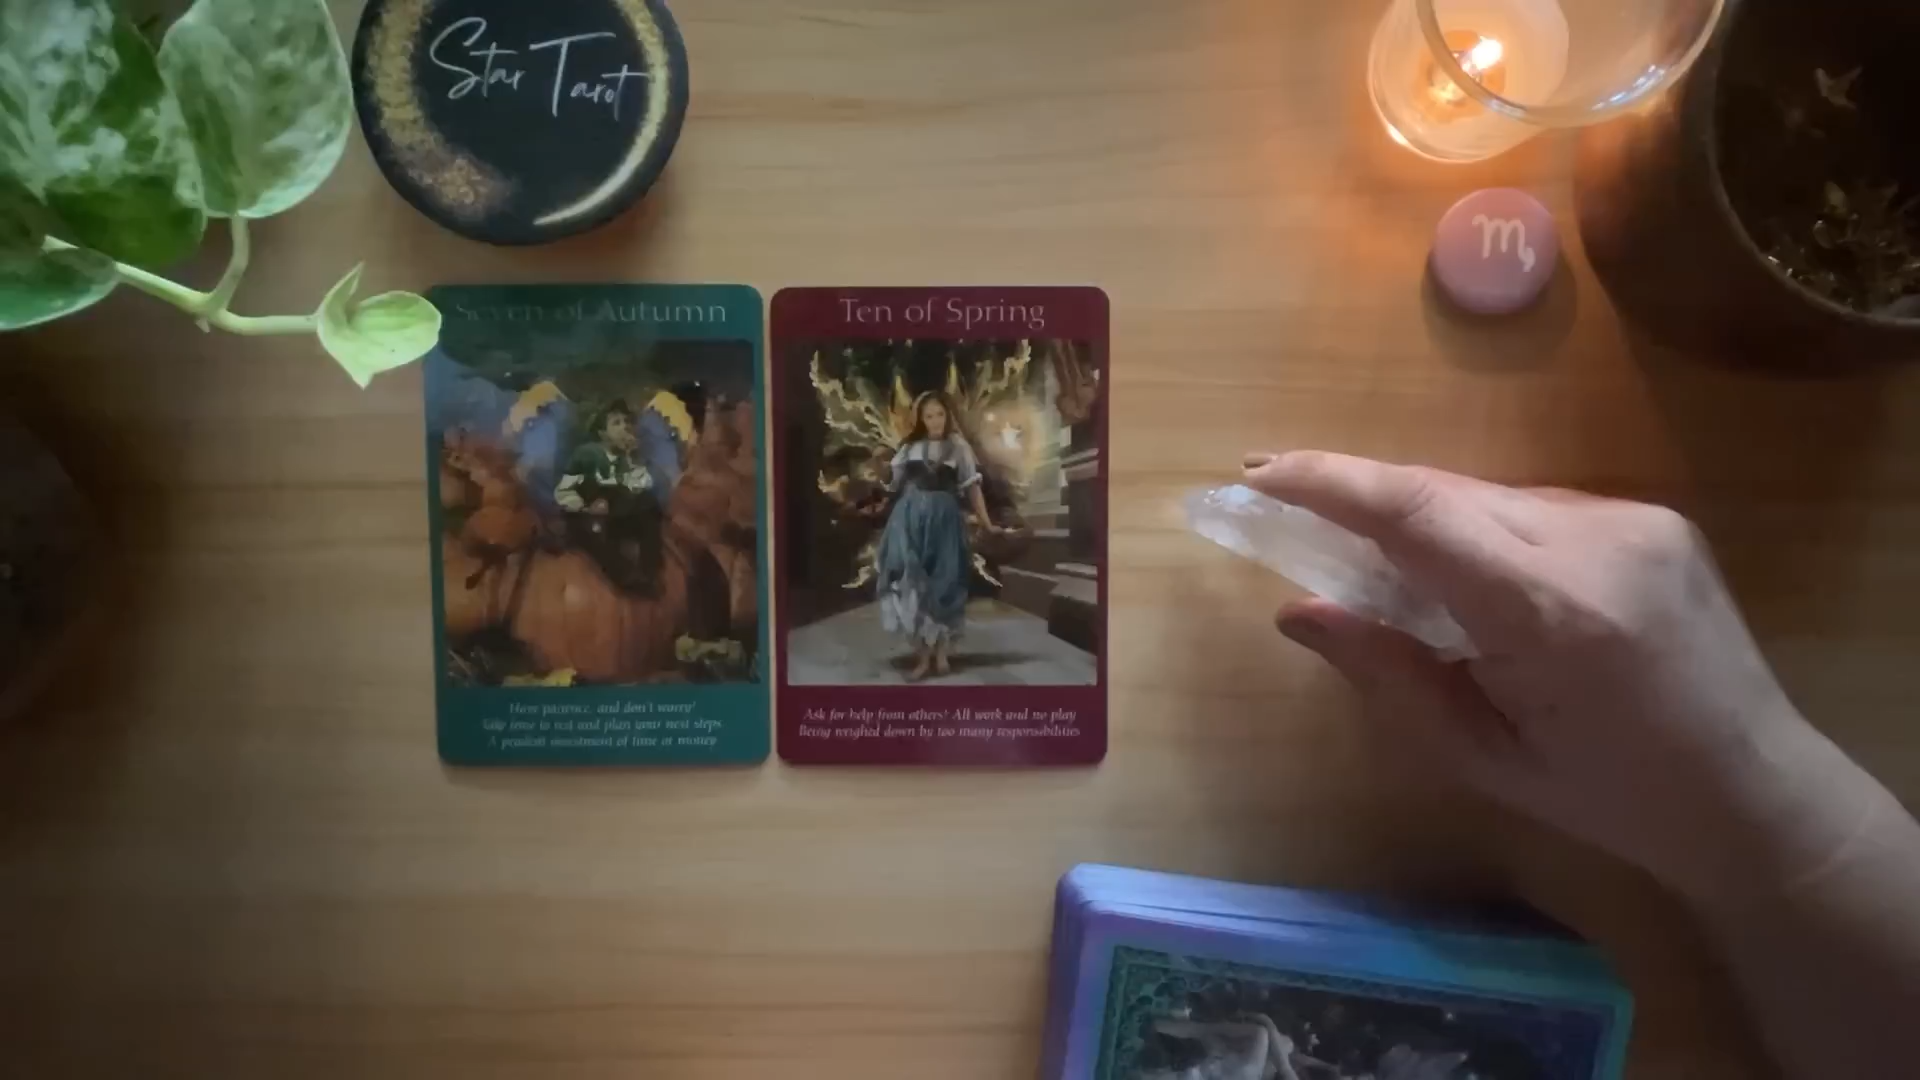 Star Tarot
Seven of Autumn
Ten of Spring
♏
Have patience, and don't worry!
Take time to rest and plan your next steps
A prudent investment of time or money
Ask for help from others! All work and no play
Being weighed down by too many responsibilities